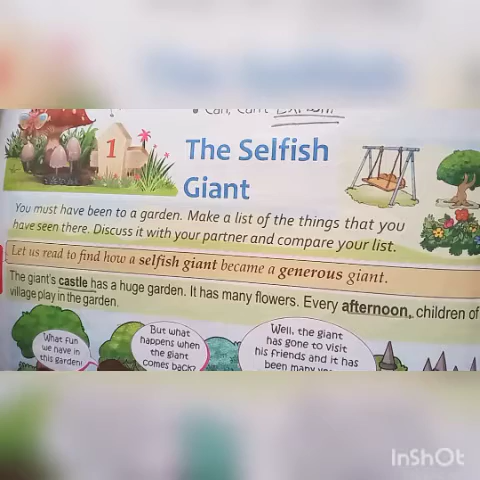 Can, Can't
1
The Selfish
Giant
You must have been to a garden. Make a list of the things that you
have seen there. Discuss it with your partner and compare your list.
Let us read to find how a selfish giant became a generous giant.
The giant's castle has a huge garden. It has many flowers. Every afternoon, children of
village play in the garden.
What fun
we have in
this garden!
But what
happens when
the giant
comes back?
Well, the giant
has gone to visit
his friends and it has
been many
InShOt